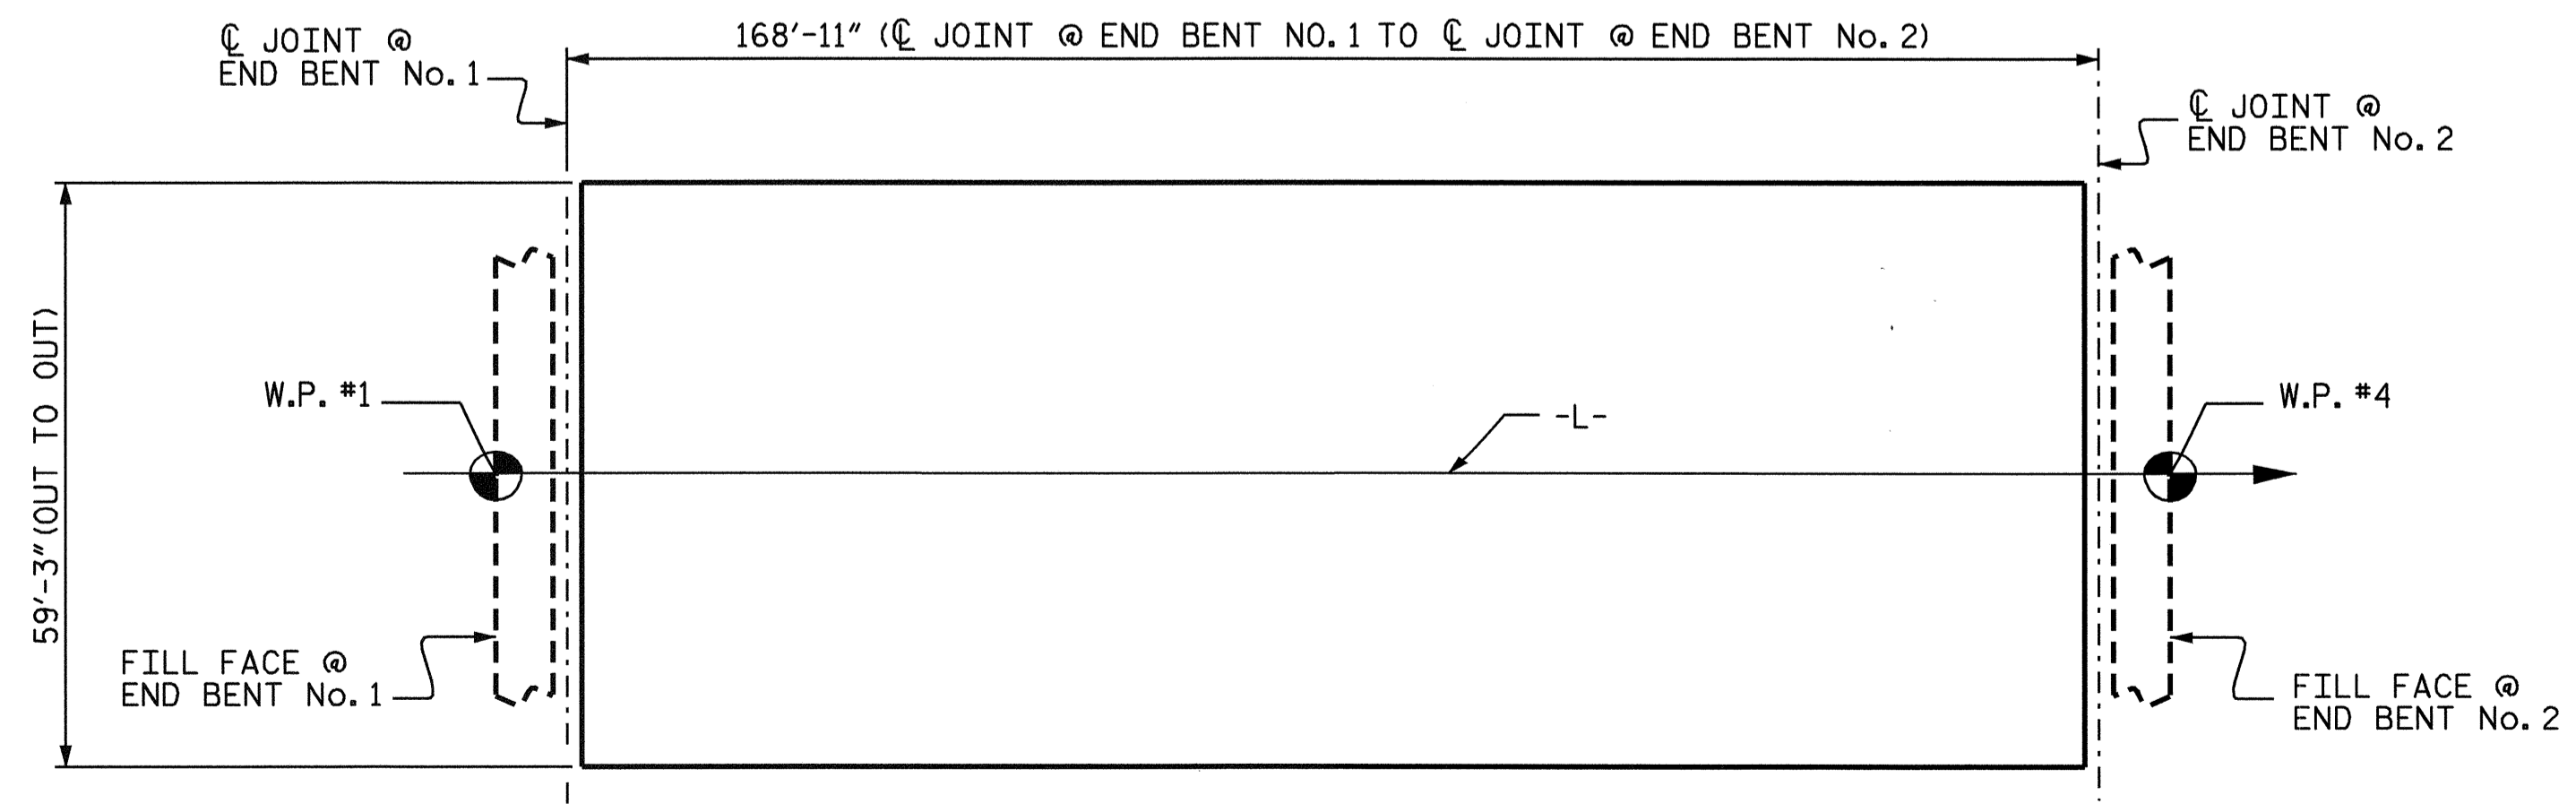 ℄ JOINT @
END BENT No. 1
168'-11" (℄ JOINT @ END BENT NO. 1 TO ℄ JOINT @ END BENT No. 2)
℄ JOINT @
END BENT No. 2
59'-3" (OUT TO OUT)
W.P. #1
-L-
W.P. #4
FILL FACE @
END BENT No. 1
FILL FACE @
END BENT No. 2